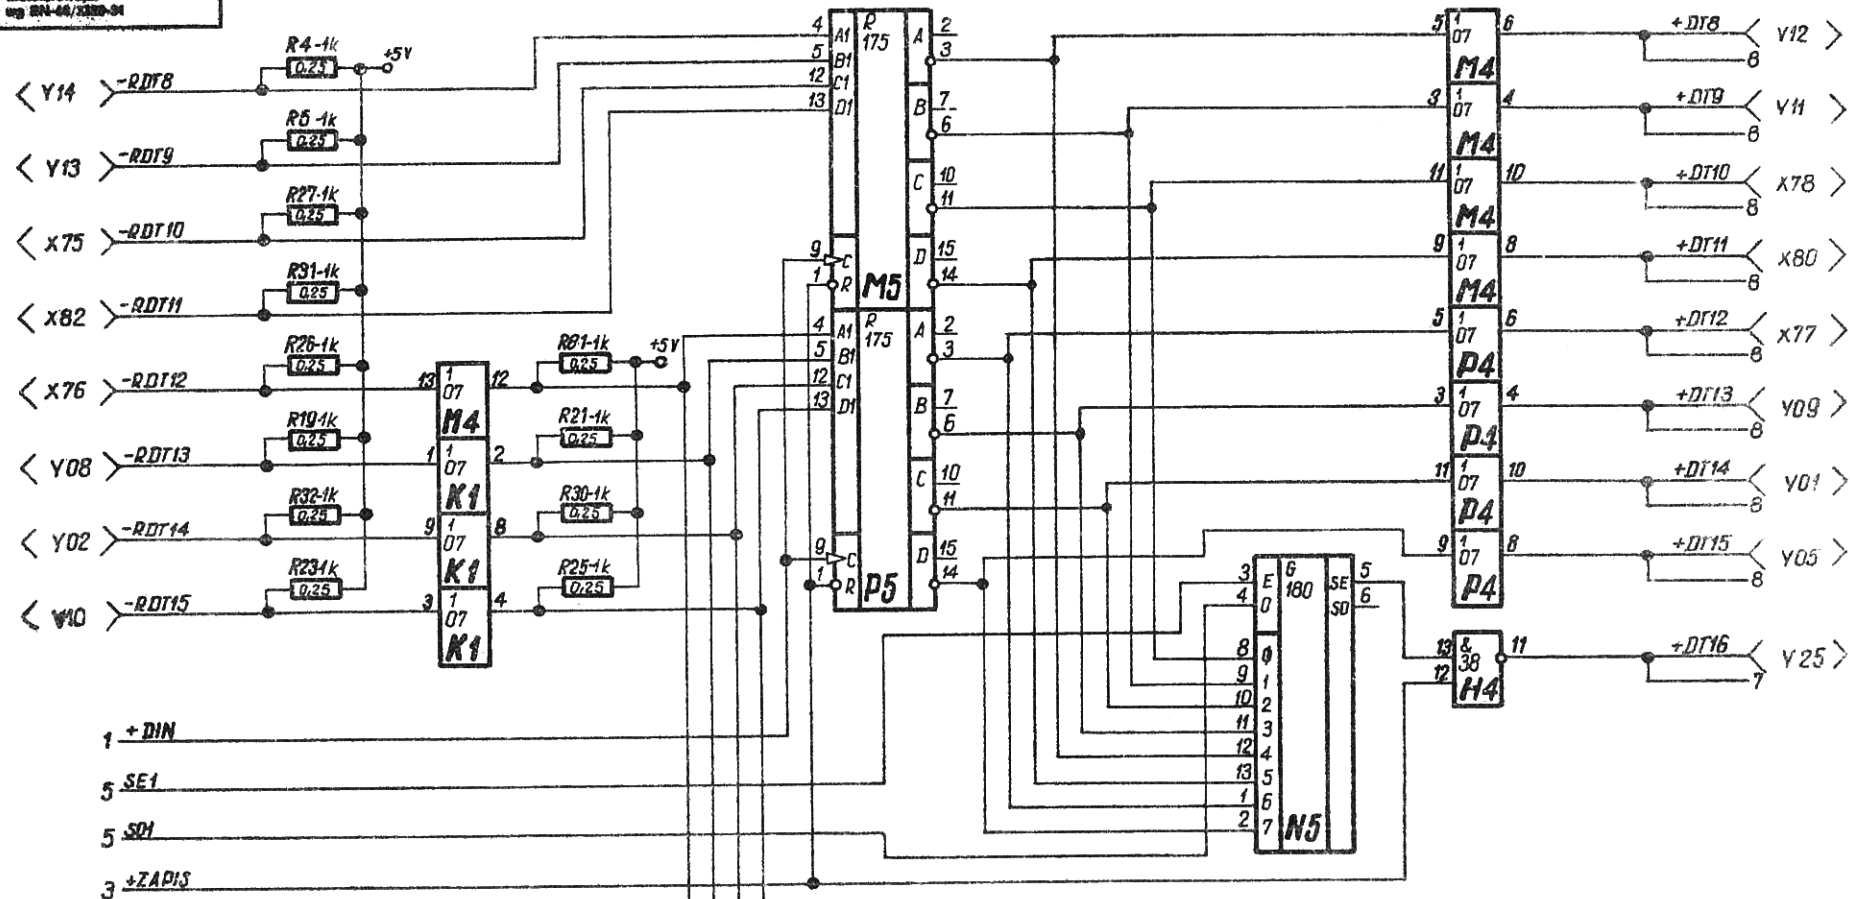 R4-1k
+5V
0,25
Y14
-RDT8
R5-1k
0,25
Y13
-RDT9
R27-1k
0,25
X75
-RDT10
R31-1k
0,25
X82
-RDT11
R26-1k
0,25
X76
-RDT12
R19-1k
0,25
Y08
-RDT13
R32-1k
0,25
Y02
-RDT14
R23-1k
0,25
Y10
-RDT15
13 1 07 12 M4
1 1 07 2 K1
9 1 07 8 K1
3 1 07 4 K1
R81-1k
+5V
0,25
R21-1k
0,25
R30-1k
0,25
R25-1k
0,25
4 A1 R 175 A 2
5 B1 3
12 C1 B 7
13 D1 6
C 10
11
9 C D 15
1 R M5 14
4 A1 R 175 A 2
5 B1 3
12 C1 B 7
13 D1 6
C 10
11
9 C D 15
1 R P5 14
5 1 07 6 M4 +DT8 Y12
8
3 1 07 4 M4 +DT9 Y11
8
11 1 07 10 M4 +DT10 X78
8
9 1 07 8 M4 +DT11 X80
8
5 1 07 6 P4 +DT12 X77
8
3 1 07 4 P4 +DT13 Y09
8
11 1 07 10 P4 +DT14 Y01
8
9 1 07 8 P4 +DT15 Y05
8
3 E G 180 SE 5
4 O SO 6
8 0
9 1
10 2
11 3
12 4
13 5
1 6
2 7 N5
13 & 38 11 +DT16 Y25
12 H4 7
1 +DIN
5 SE1
5 SO1
3 +ZAPIS